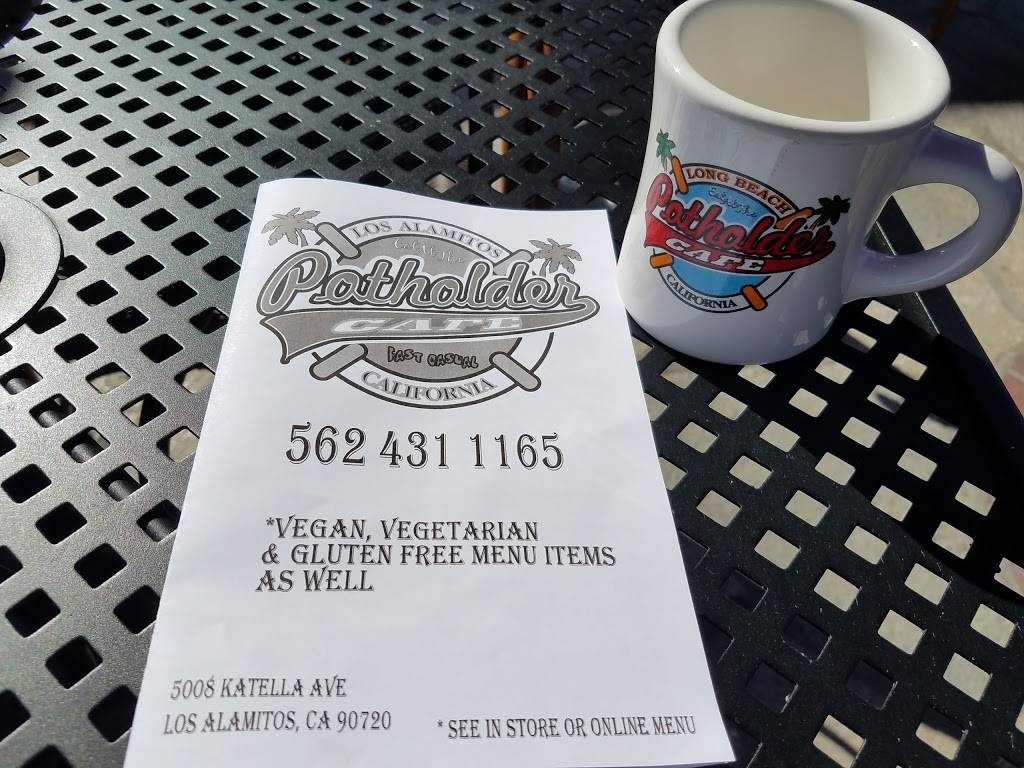 LOS ALAMITOS
Potholder
CAFE
FAST CASUAL
CALIFORNIA
562 431 1165
*VEGAN, VEGETARIAN
& GLUTEN FREE MENU ITEMS
AS WELL
5008 KATELLA AVE
LOS ALAMITOS, CA 90720
* SEE IN STORE OR ONLINE MENU
LONG BEACH
Potholder
CAFE
CALIFORNIA